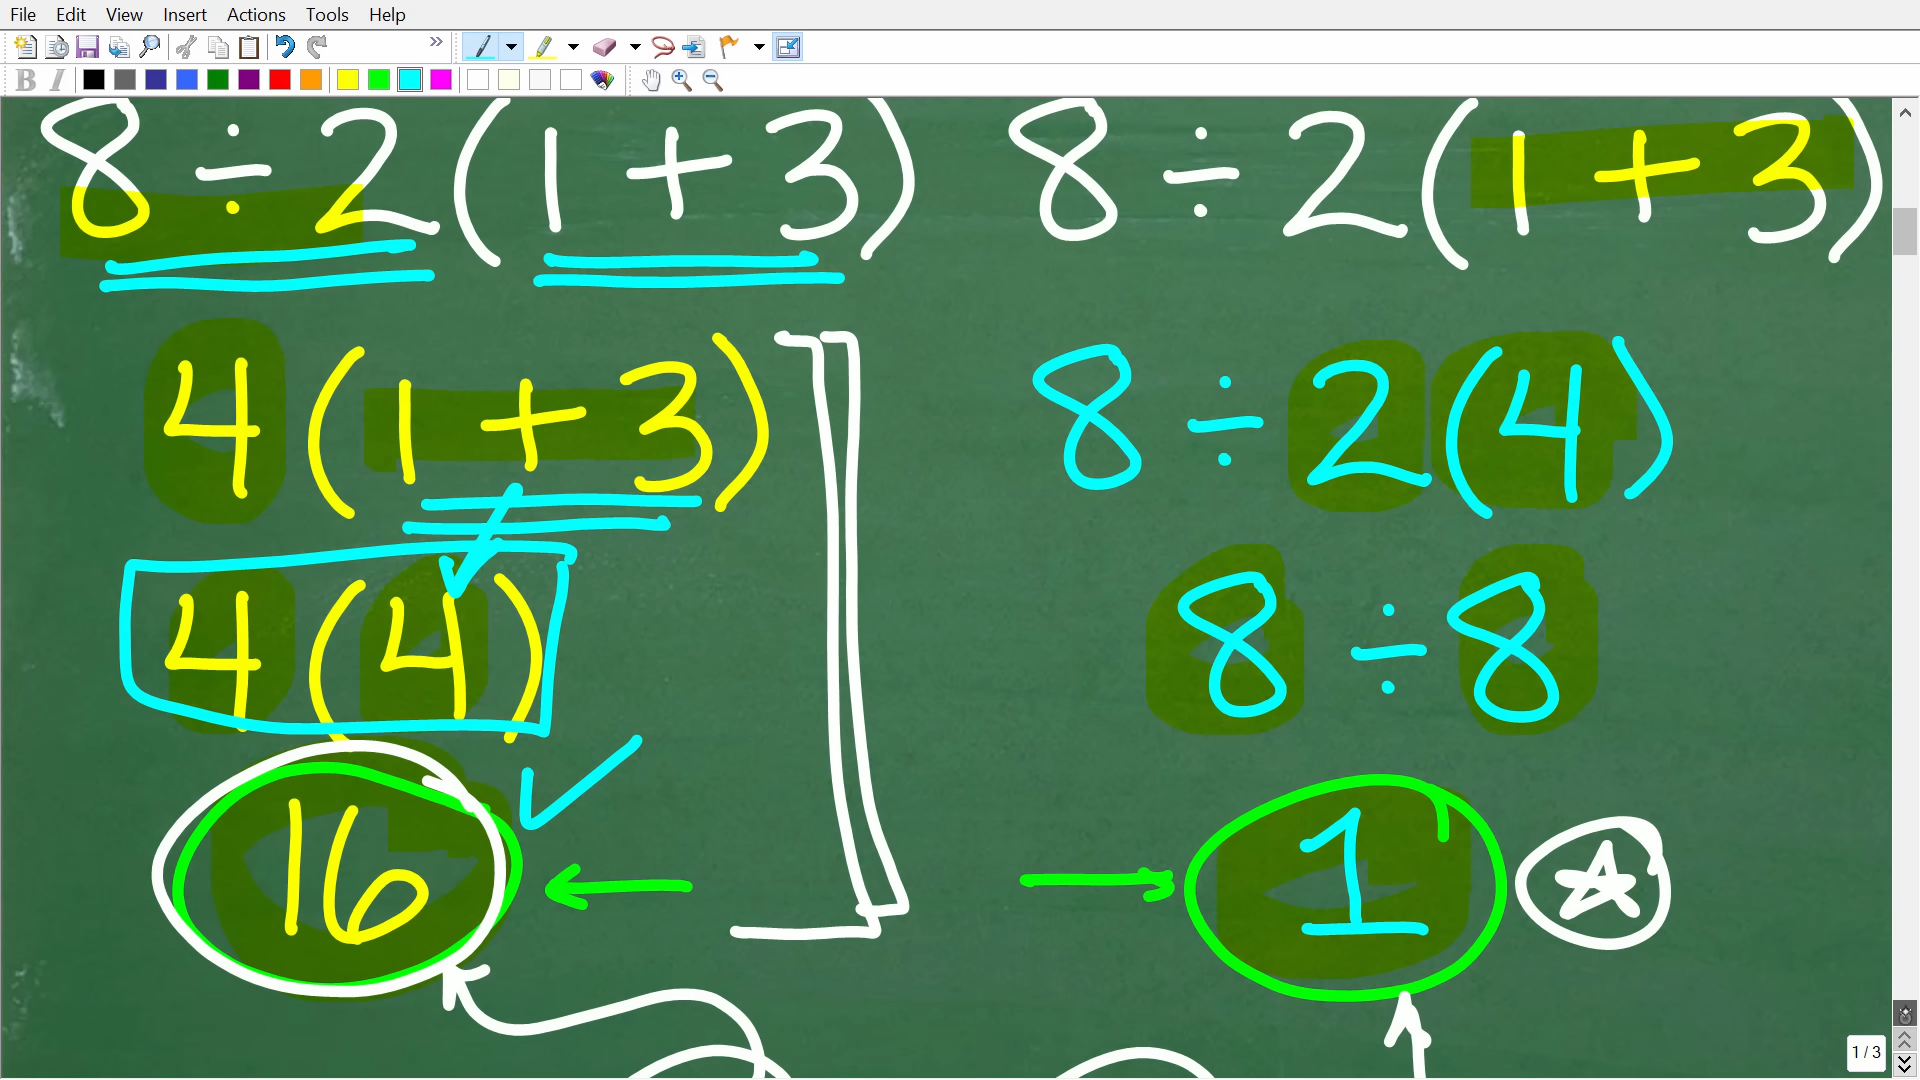 File Edit View Insert Actions Tools Help
B I
8 ÷ 2 ( 1 + 3 ) 8 ÷ 2 ( 1 + 3 )
4 ( 1 + 3 ) 8 ÷ 2 ( 4 )
4 ( 4 ) 8 ÷ 8
16 1
1 / 3